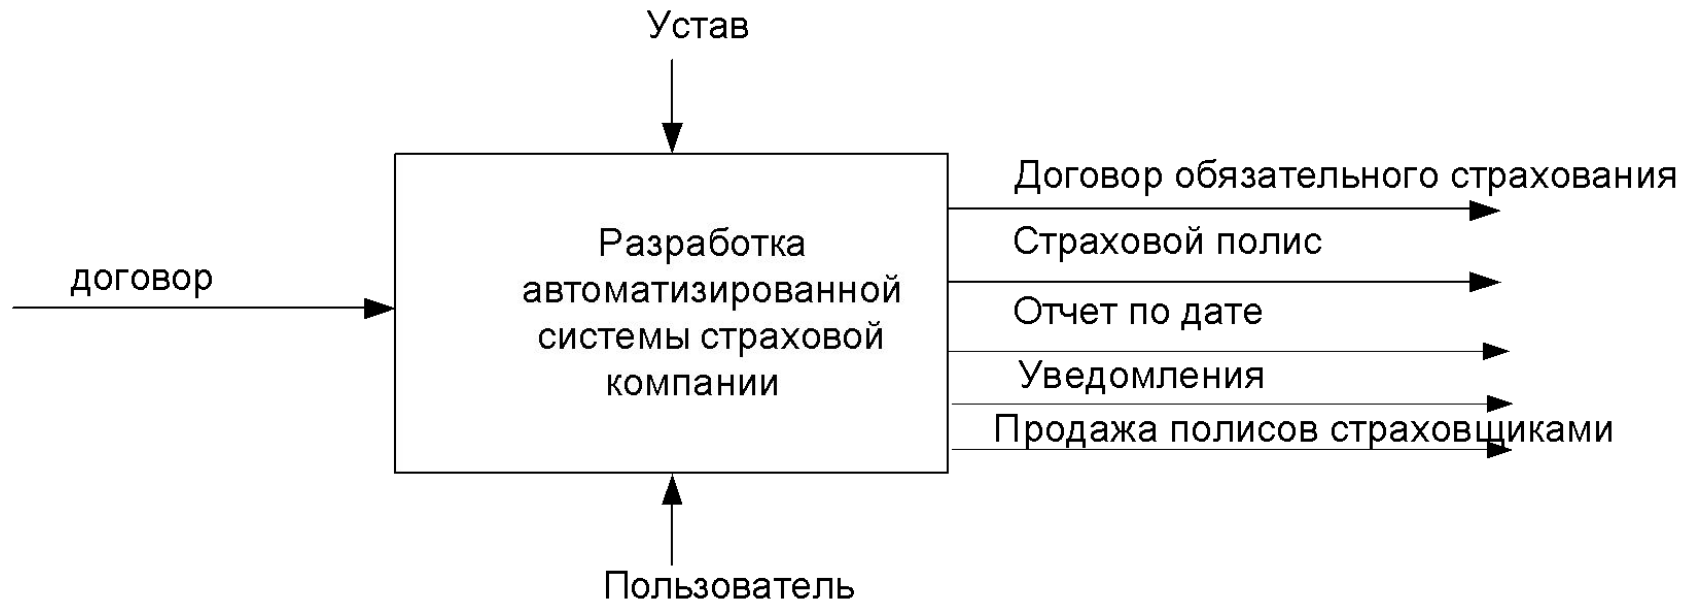 Устав
договор
Разработка
автоматизированной
системы страховой
компании
Договор обязательного страхования
Страховой полис
Отчет по дате
Уведомления
Продажа полисов страховщиками
Пользователь